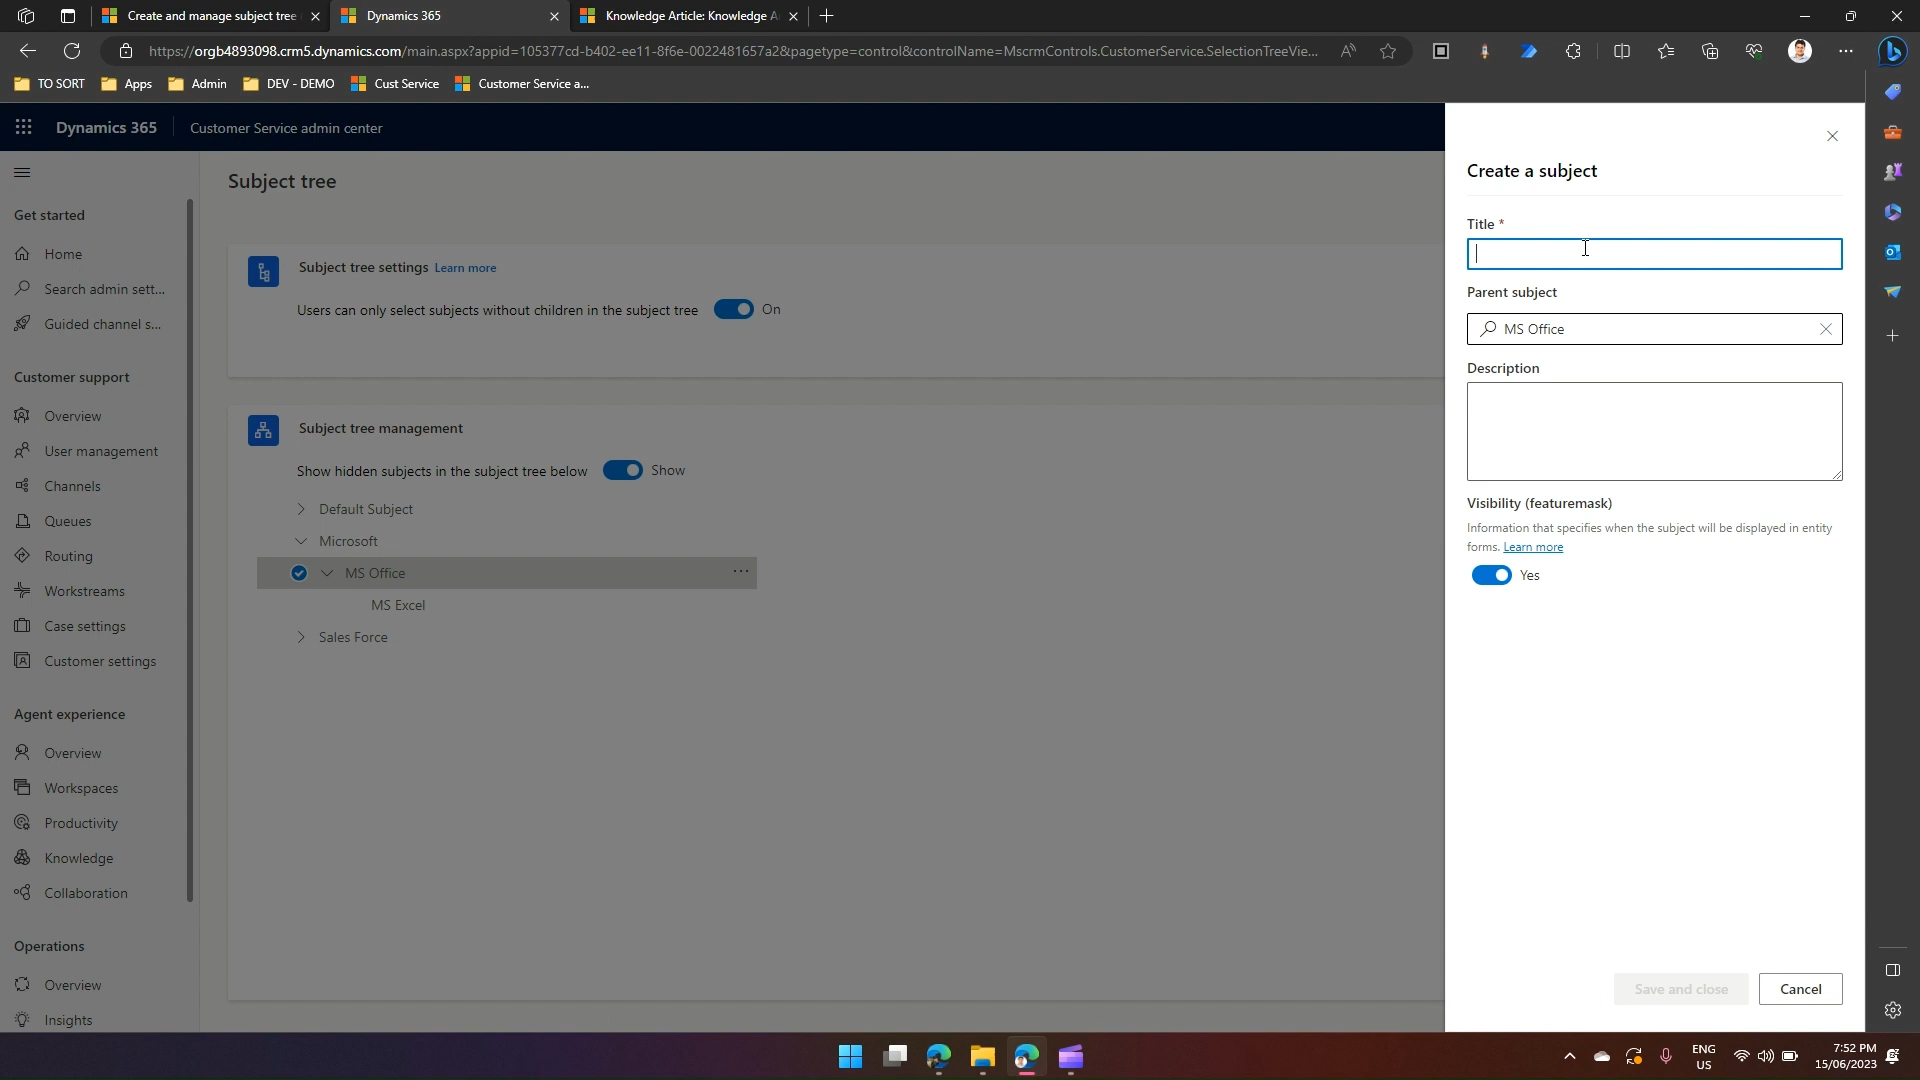 Create and manage subject tree
Dynamics 365
Knowledge Article: Knowledge A
https://orgb4893098.crm5.dynamics.com/main.aspx?appid=105377cd-b402-ee11-8f6e-0022481657a2&pagetype=control&controlName=MscrmControls.CustomerService.SelectionTreeVie...
TO SORT
Apps
Admin
DEV - DEMO
Cust Service
Customer Service a...
Dynamics 365
Customer Service admin center
Get started
Home
Search admin sett...
Guided channel s...
Customer support
Overview
User management
Channels
Queues
Routing
Workstreams
Case settings
Customer settings
Agent experience
Overview
Workspaces
Productivity
Knowledge
Collaboration
Operations
Overview
Insights
Subject tree
Subject tree settings Learn more
Users can only select subjects without children in the subject tree On
Subject tree management
Show hidden subjects in the subject tree below Show
Default Subject
Microsoft
MS Office
MS Excel
Sales Force
Create a subject
Title *
Parent subject
MS Office
Description
Visibility (featuremask)
Information that specifies when the subject will be displayed in entity
forms. Learn more
Yes
Save and close
Cancel
ENG
US
7:52 PM
15/06/2023